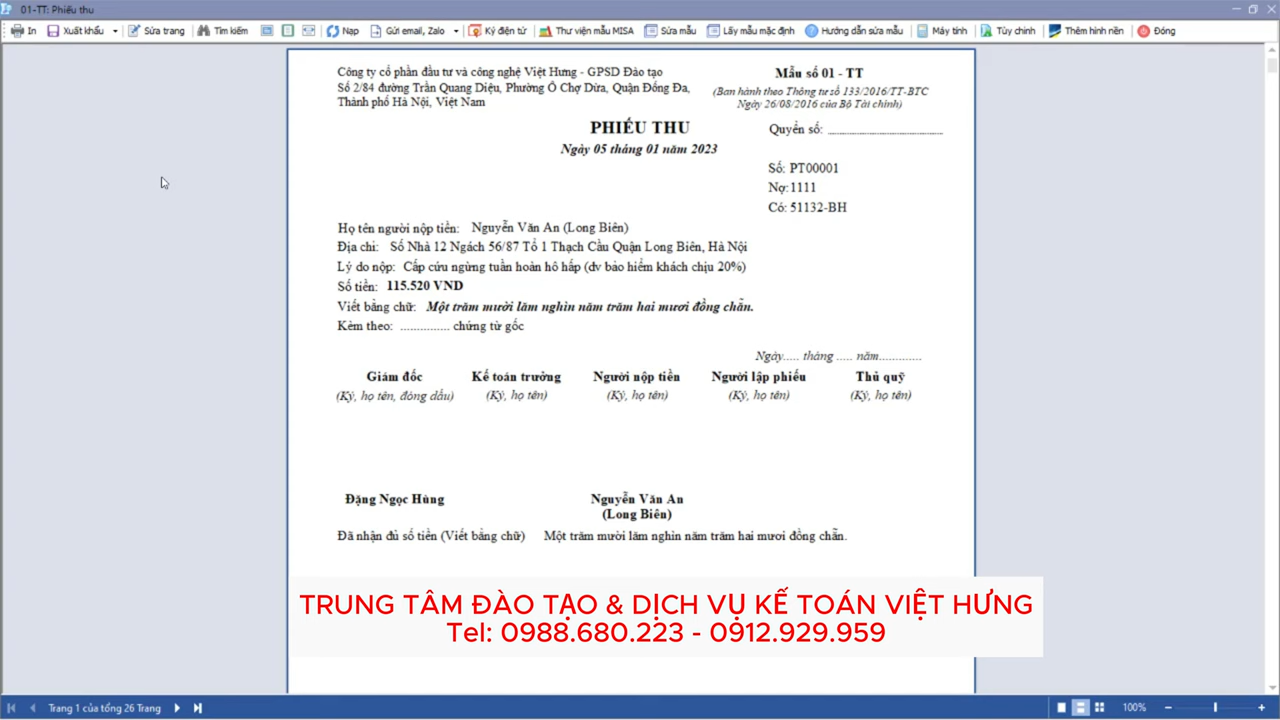 01-TT: Phiếu thu
In Xuất khẩu Sửa trang Tìm kiếm Nạp Gửi email, Zalo Ký điện tử Thư viện mẫu MISA Sửa mẫu Lấy mẫu mặc định Hướng dẫn sửa mẫu Máy tính Tùy chỉnh Thêm hình nền Đóng
Công ty cổ phần đầu tư và công nghệ Việt Hưng - GPSD Đào tạo
Số 2/84 đường Trần Quang Diệu, Phường Ô Chợ Dừa, Quận Đống Đa,
Thành phố Hà Nội, Việt Nam
Mẫu số 01 - TT
(Ban hành theo Thông tư số 133/2016/TT-BTC
Ngày 26/08/2016 của Bộ Tài chính)
PHIẾU THU
Ngày 05 tháng 01 năm 2023
Quyển số: ................................
Số: PT00001
Nợ: 1111
Có: 51132-BH
Họ tên người nộp tiền: Nguyễn Văn An (Long Biên)
Địa chỉ: Số Nhà 12 Ngách 56/87 Tổ 1 Thạch Cầu Quận Long Biên, Hà Nội
Lý do nộp: Cấp cứu ngừng tuần hoàn hô hấp (dv bảo hiểm khách chịu 20%)
Số tiền: 115.520 VND
Viết bằng chữ: Một trăm mười lăm nghìn năm trăm hai mươi đồng chẵn.
Kèm theo: ............... chứng từ gốc
Ngày..... tháng ..... năm.............
Giám đốc Kế toán trưởng Người nộp tiền Người lập phiếu Thủ quỹ
(Ký, họ tên, đóng dấu) (Ký, họ tên) (Ký, họ tên) (Ký, họ tên) (Ký, họ tên)
Đặng Ngọc Hùng Nguyễn Văn An
(Long Biên)
Đã nhận đủ số tiền (Viết bằng chữ) Một trăm mười lăm nghìn năm trăm hai mươi đồng chẵn.
TRUNG TÂM ĐÀO TẠO & DỊCH VỤ KẾ TOÁN VIỆT HƯNG
Tel: 0988.680.223 - 0912.929.959
Trang 1 của tổng 26 Trang 100%